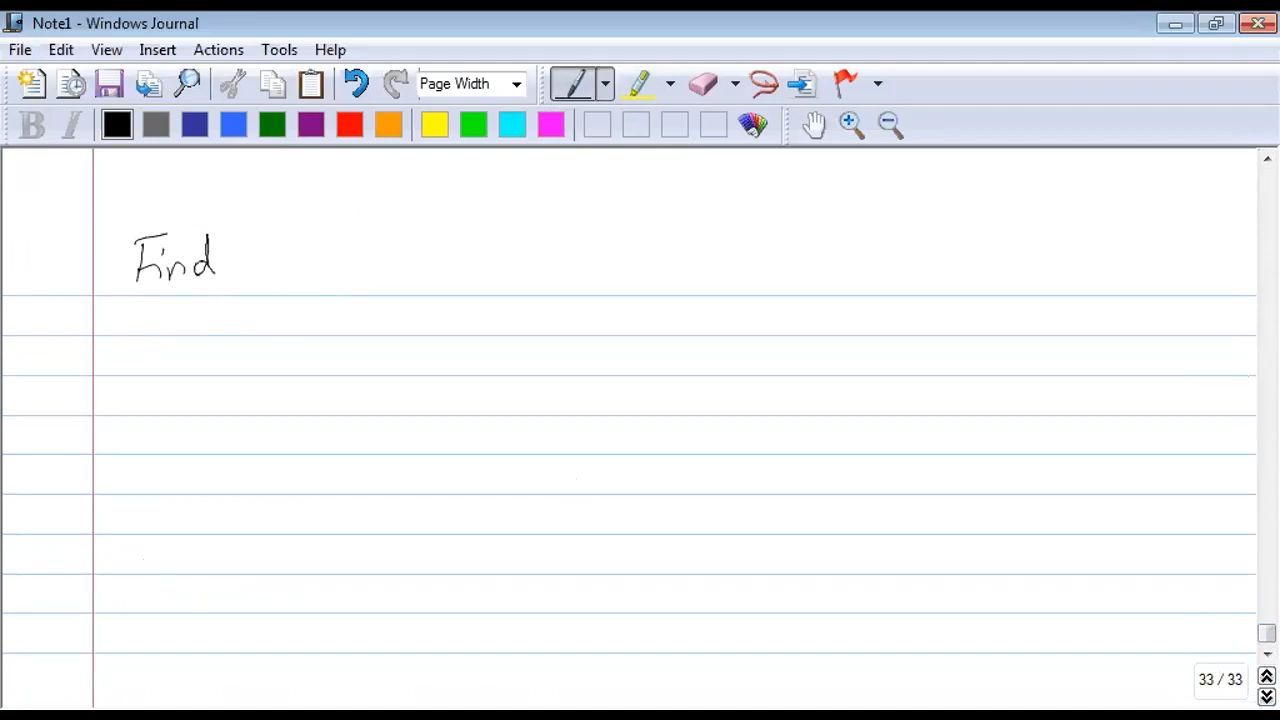 Note1 - Windows Journal
File Edit View Insert Actions Tools Help
Page Width
B I
Find
33 / 33